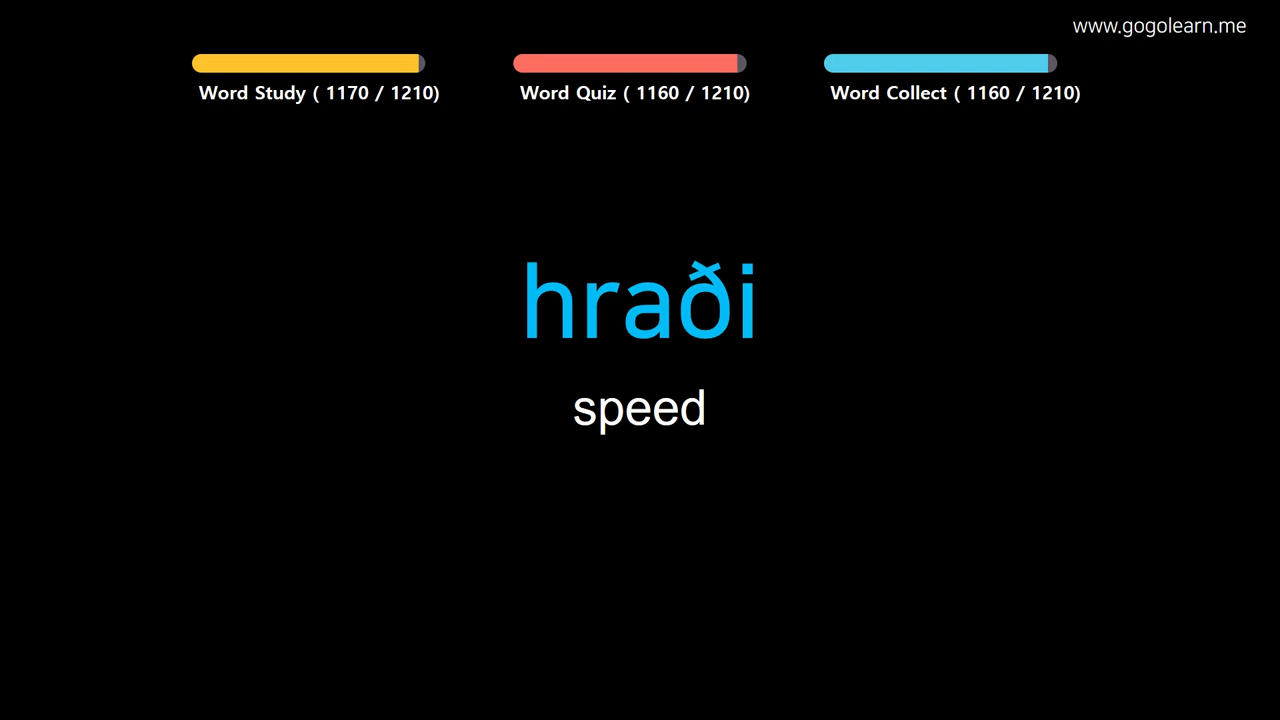 www.gogolearn.me
Word Study ( 1170 / 1210)
Word Quiz ( 1160 / 1210)
Word Collect ( 1160 / 1210)
hraði
speed